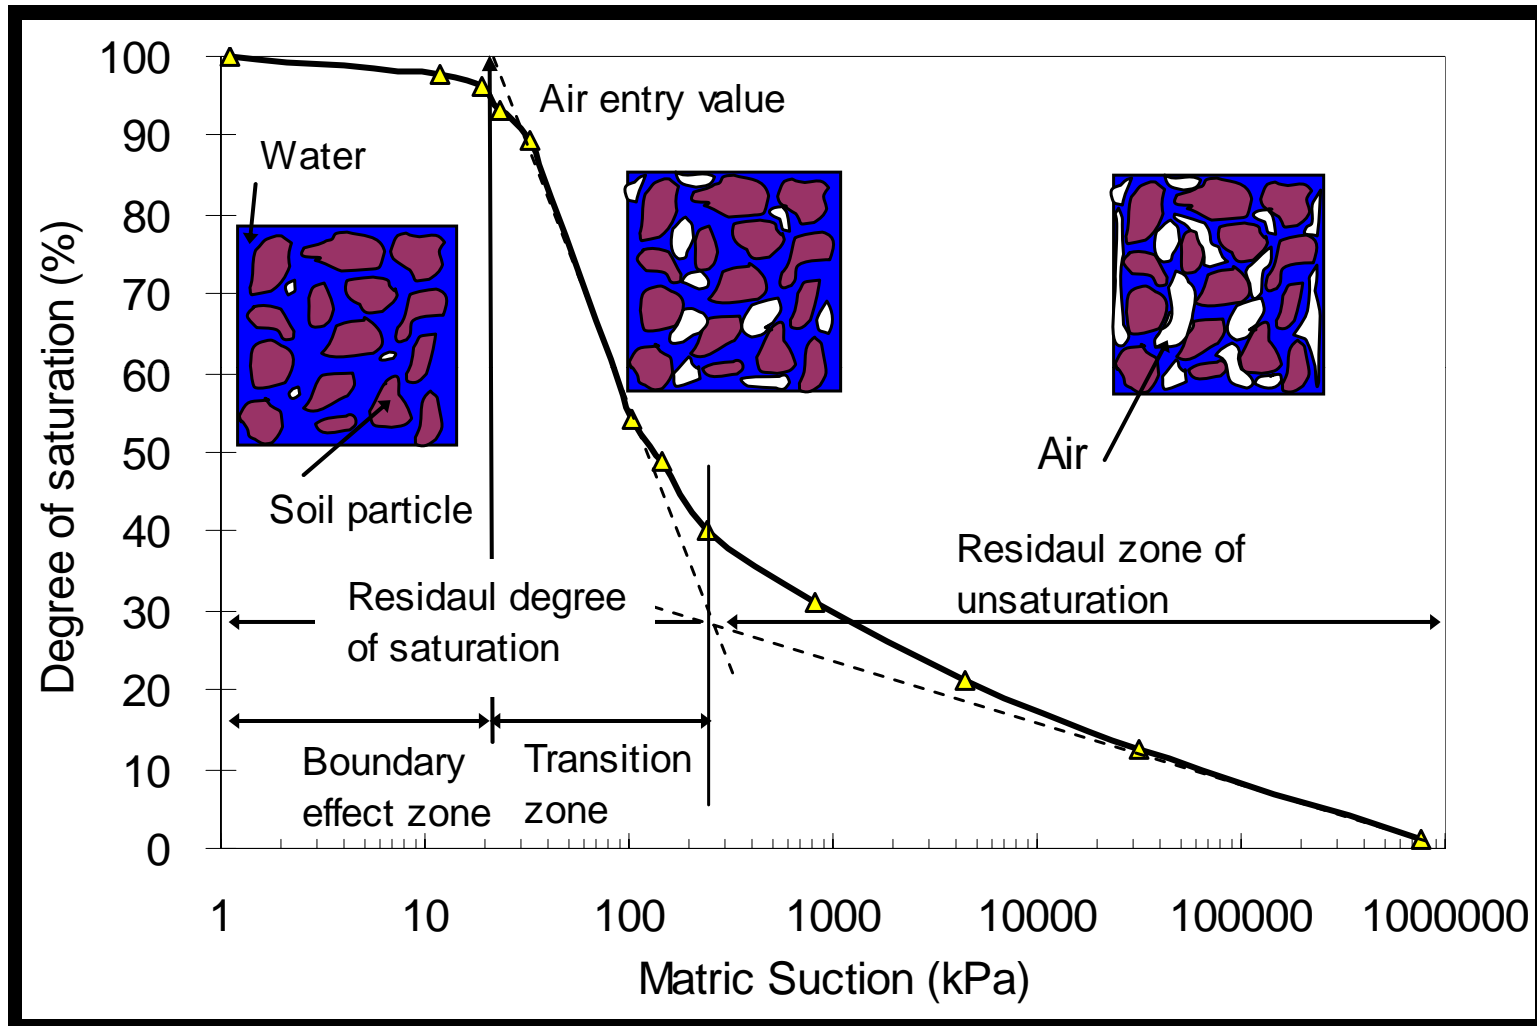 100
90
80
70
60
50
40
30
20
10
0
Degree of saturation (%)
Air entry value
Water
Soil particle
Air
Residaul zone of
unsaturation
Residaul degree
of saturation
Boundary
effect zone
Transition
zone
1
10
100
1000
10000
100000
1000000
Matric Suction (kPa)